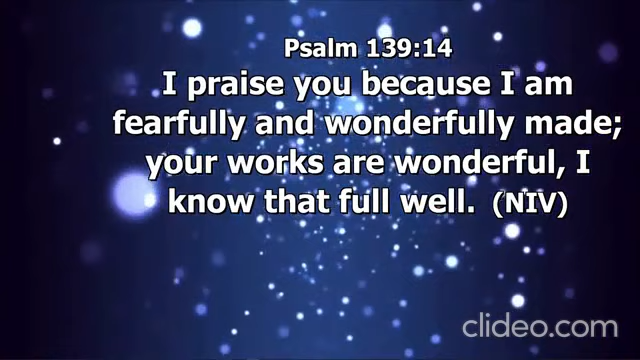 Psalm 139:14
I praise you because I am
fearfully and wonderfully made;
your works are wonderful, I
know that full well. (NIV)
clideo.com